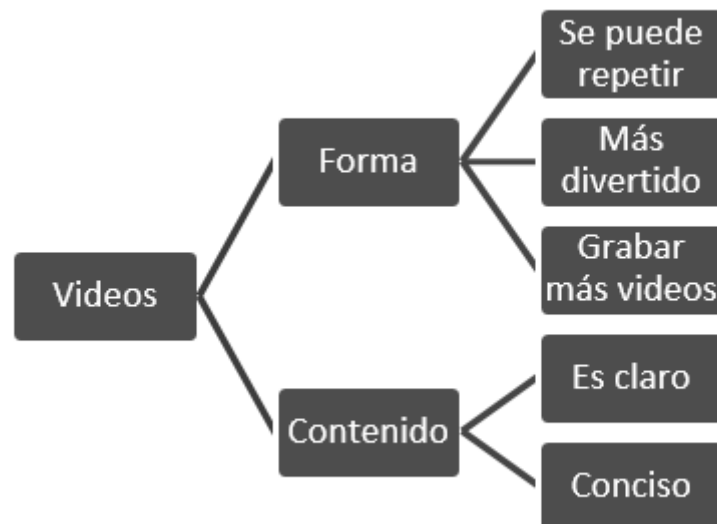 Videos
Forma
Se puede
repetir
Más
divertido
Grabar
más videos
Contenido
Es claro
Conciso